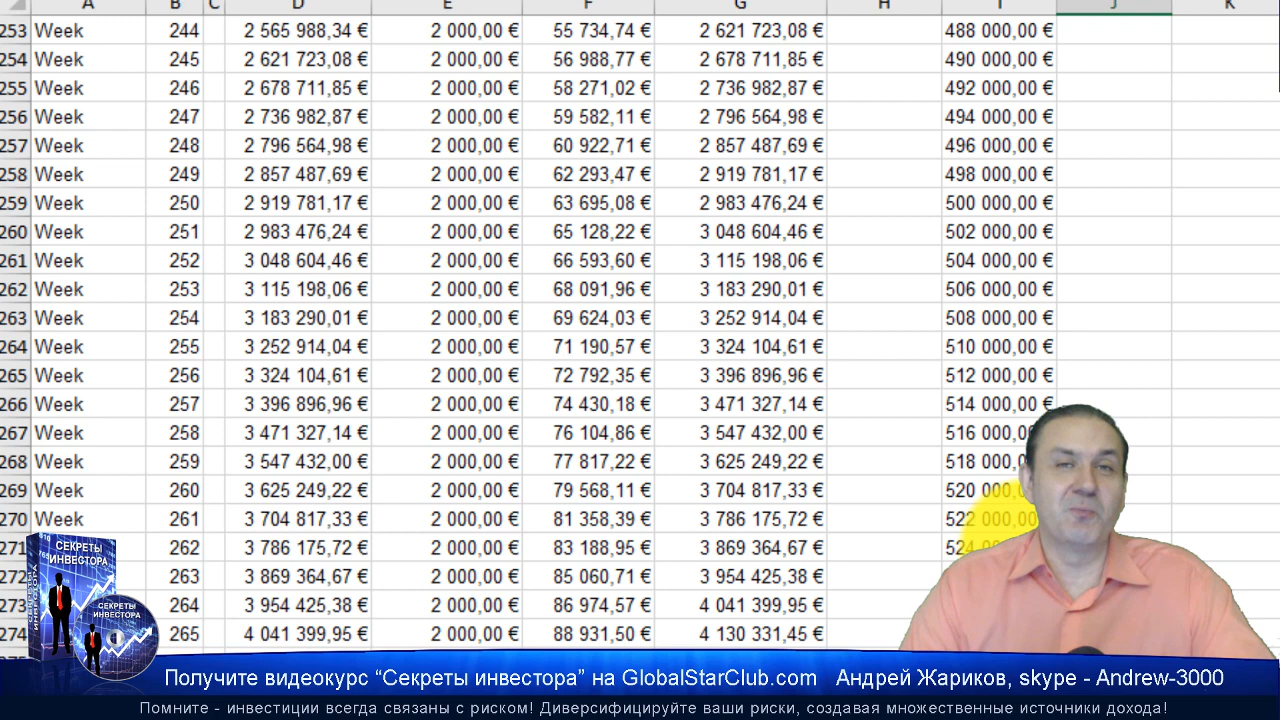 A B C D E F G H I J K
253 Week 244 2 565 988,34 € 2 000,00 € 55 734,74 € 2 621 723,08 € 488 000,00 €
254 Week 245 2 621 723,08 € 2 000,00 € 56 988,77 € 2 678 711,85 € 490 000,00 €
255 Week 246 2 678 711,85 € 2 000,00 € 58 271,02 € 2 736 982,87 € 492 000,00 €
256 Week 247 2 736 982,87 € 2 000,00 € 59 582,11 € 2 796 564,98 € 494 000,00 €
257 Week 248 2 796 564,98 € 2 000,00 € 60 922,71 € 2 857 487,69 € 496 000,00 €
258 Week 249 2 857 487,69 € 2 000,00 € 62 293,47 € 2 919 781,17 € 498 000,00 €
259 Week 250 2 919 781,17 € 2 000,00 € 63 695,08 € 2 983 476,24 € 500 000,00 €
260 Week 251 2 983 476,24 € 2 000,00 € 65 128,22 € 3 048 604,46 € 502 000,00 €
261 Week 252 3 048 604,46 € 2 000,00 € 66 593,60 € 3 115 198,06 € 504 000,00 €
262 Week 253 3 115 198,06 € 2 000,00 € 68 091,96 € 3 183 290,01 € 506 000,00 €
263 Week 254 3 183 290,01 € 2 000,00 € 69 624,03 € 3 252 914,04 € 508 000,00 €
264 Week 255 3 252 914,04 € 2 000,00 € 71 190,57 € 3 324 104,61 € 510 000,00 €
265 Week 256 3 324 104,61 € 2 000,00 € 72 792,35 € 3 396 896,96 € 512 000,00 €
266 Week 257 3 396 896,96 € 2 000,00 € 74 430,18 € 3 471 327,14 € 514 000,00 €
267 Week 258 3 471 327,14 € 2 000,00 € 76 104,86 € 3 547 432,00 € 516 000,0
268 Week 259 3 547 432,00 € 2 000,00 € 77 817,22 € 3 625 249,22 € 518 000,
269 Week 260 3 625 249,22 € 2 000,00 € 79 568,11 € 3 704 817,33 € 520 000,
270 Week 261 3 704 817,33 € 2 000,00 € 81 358,39 € 3 786 175,72 € 522 000,00
271 262 3 786 175,72 € 2 000,00 € 83 188,95 € 3 869 364,67 € 524
272 263 3 869 364,67 € 2 000,00 € 85 060,71 € 3 954 425,38 €
273 264 3 954 425,38 € 2 000,00 € 86 974,57 € 4 041 399,95 €
274 265 4 041 399,95 € 2 000,00 € 88 931,50 € 4 130 331,45 €
СЕКРЕТЫ
ИНВЕСТОРА
СЕКРЕТЫ
ИНВЕСТОРА
Получите видеокурс “Секреты инвестора” на GlobalStarClub.com Андрей Жариков, skype - Andrew-3000
Помните - инвестиции всегда связаны с риском! Диверсифицируйте ваши риски, создавая множественные источники дохода!